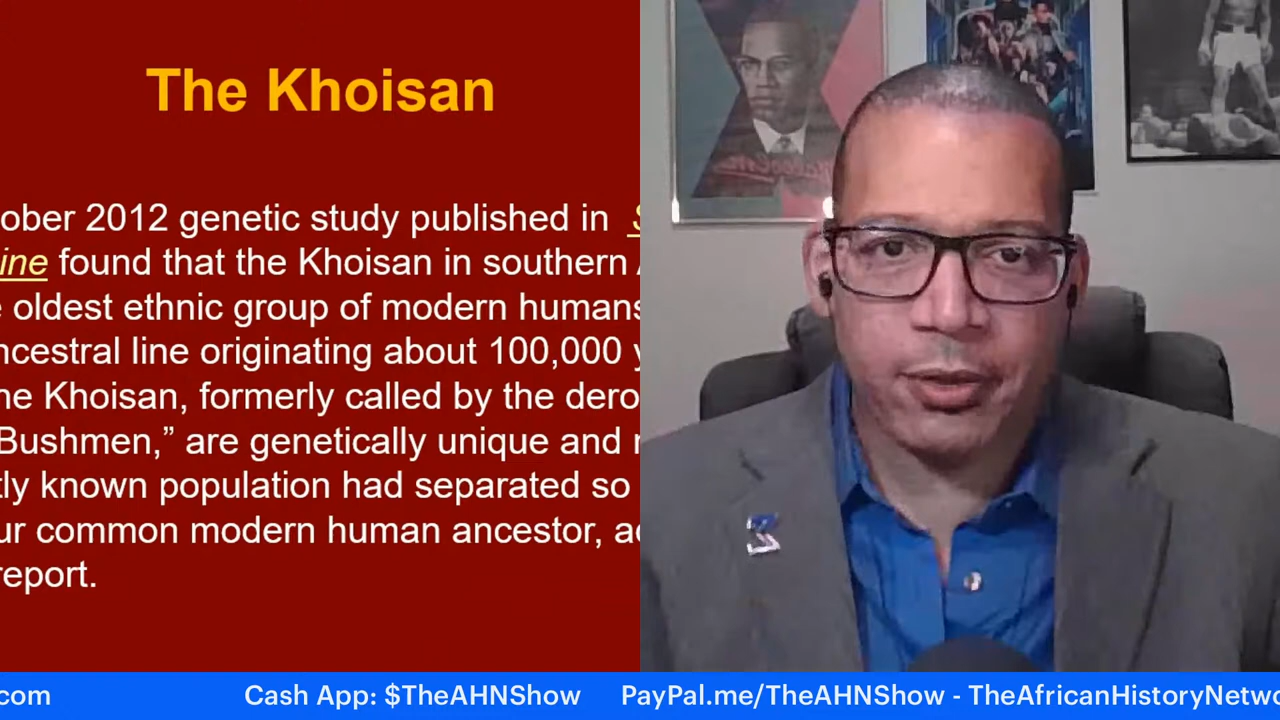 The Khoisan
ober 2012 genetic study published in
ine found that the Khoisan in southern
e oldest ethnic group of modern humans
ncestral line originating about 100,000 y
he Khoisan, formerly called by the dero
Bushmen,” are genetically unique and
tly known population had separated so
ur common modern human ancestor, ac
report.
.com
Cash App: $TheAHNShow
PayPal.me/TheAHNShow - TheAfricanHistoryNetwo